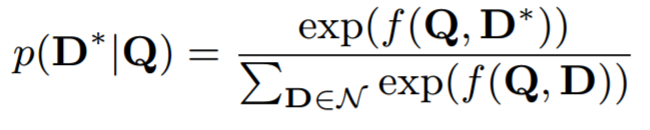 p(D*|Q) = exp(f(Q, D*)) / ∑_{D∈𝒩} exp(f(Q, D))